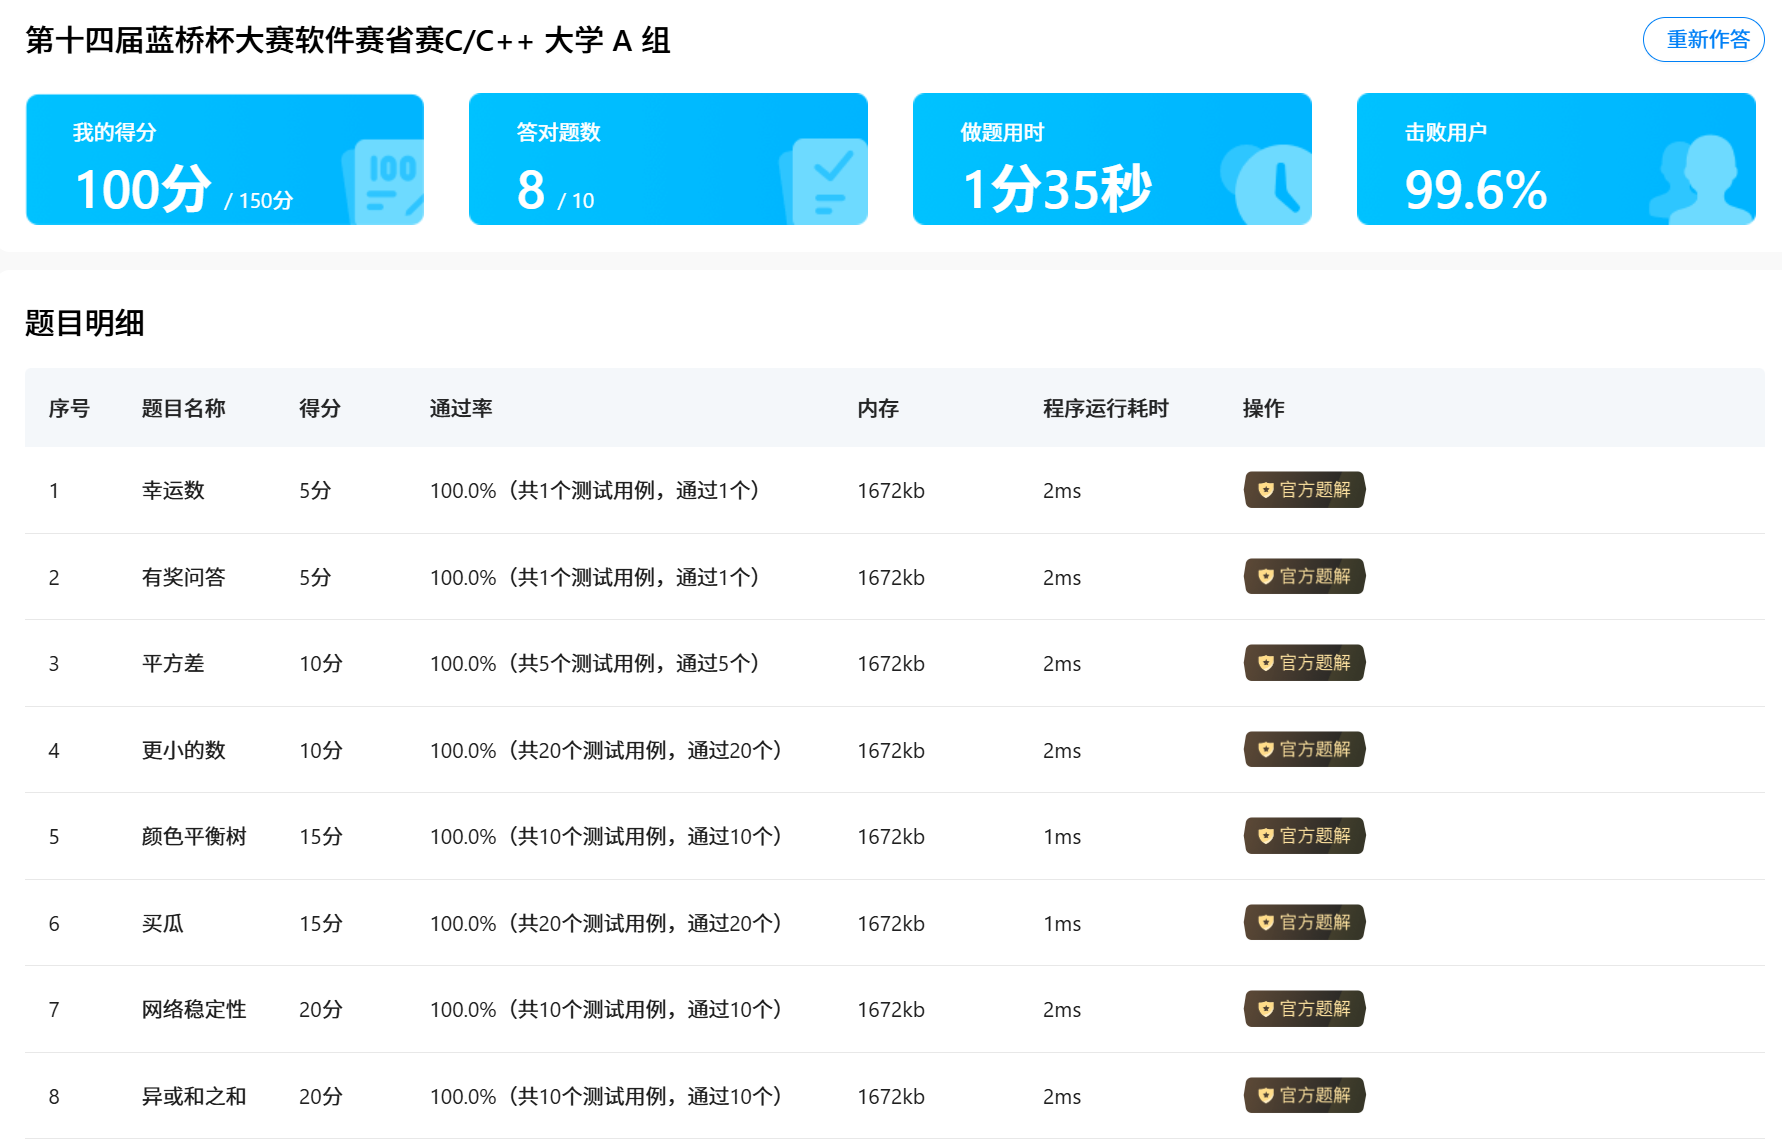 第十四届蓝桥杯大赛软件赛省赛C/C++ 大学 A 组
重新作答
我的得分
100分 / 150分
100
答对题数
8 / 10
做题用时
1分35秒
击败用户
99.6%
题目明细
序号 题目名称 得分 通过率 内存 程序运行耗时 操作
1 幸运数 5分 100.0%（共1个测试用例，通过1个） 1672kb 2ms 官方题解
2 有奖问答 5分 100.0%（共1个测试用例，通过1个） 1672kb 2ms 官方题解
3 平方差 10分 100.0%（共5个测试用例，通过5个） 1672kb 2ms 官方题解
4 更小的数 10分 100.0%（共20个测试用例，通过20个） 1672kb 2ms 官方题解
5 颜色平衡树 15分 100.0%（共10个测试用例，通过10个） 1672kb 1ms 官方题解
6 买瓜 15分 100.0%（共20个测试用例，通过20个） 1672kb 1ms 官方题解
7 网络稳定性 20分 100.0%（共10个测试用例，通过10个） 1672kb 2ms 官方题解
8 异或和之和 20分 100.0%（共10个测试用例，通过10个） 1672kb 2ms 官方题解